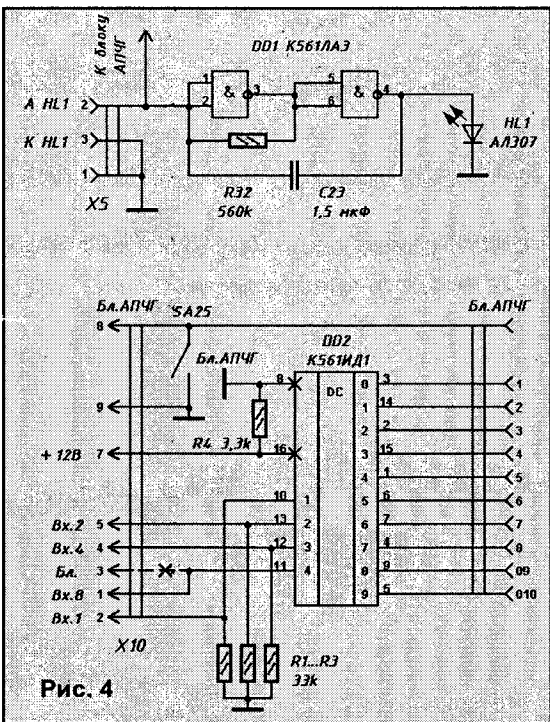 К блоку
АПЧГ
DD1 К561ЛА3
А HL1 2
1
2
&
3
5
6
&
4
К HL1 3
1
HL1
АЛ307
Х5
R32
560k
C23
1,5 мкФ
Бл.АПЧГ
SA25
Бл.АПЧГ
8
DD2
К561ИД1
Бл.АПЧГ
8
DC
0 3 1
9
1 14 2
2 2 3
R4 3,3k
+ 12В 7
16
3 15 4
4 1 5
10 1
5 6 6
Вх.2 5
13 2
6 7 7
Вх.4 4
12 3
7 4 8
Бл. 3
11 4
8 9 09
Вх.8 1
9 5 010
Вх.1 2
Х10
R1...R3
33k
Рис. 4